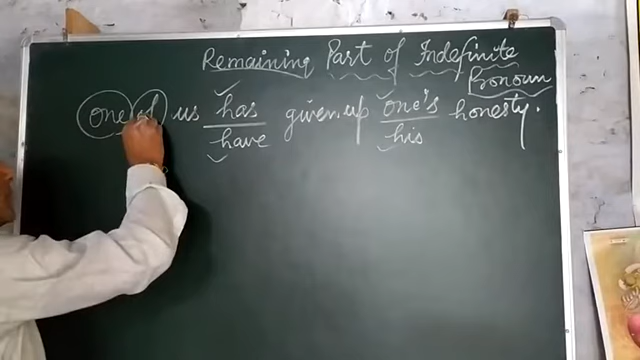 Remaining Part of Indefinite
Pronoun
one of us has given up one's honesty.
have his